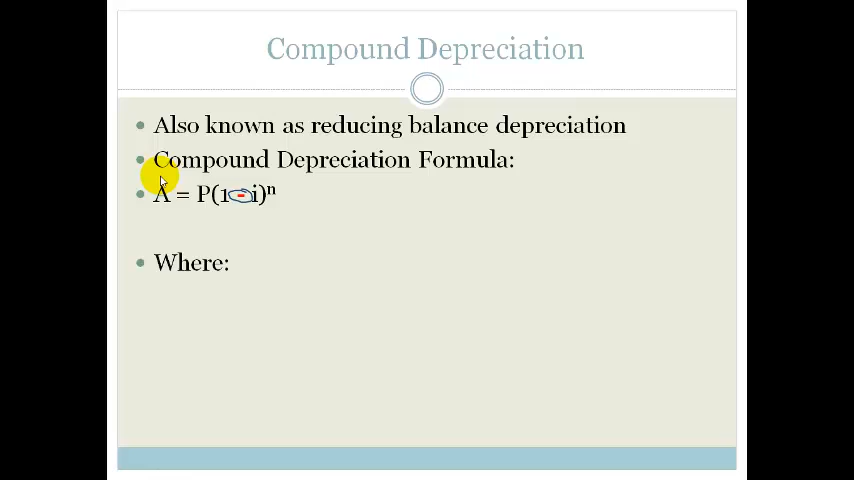 Compound Depreciation
• Also known as reducing balance depreciation
• Compound Depreciation Formula:
• A = P(1-i)ⁿ
• Where: